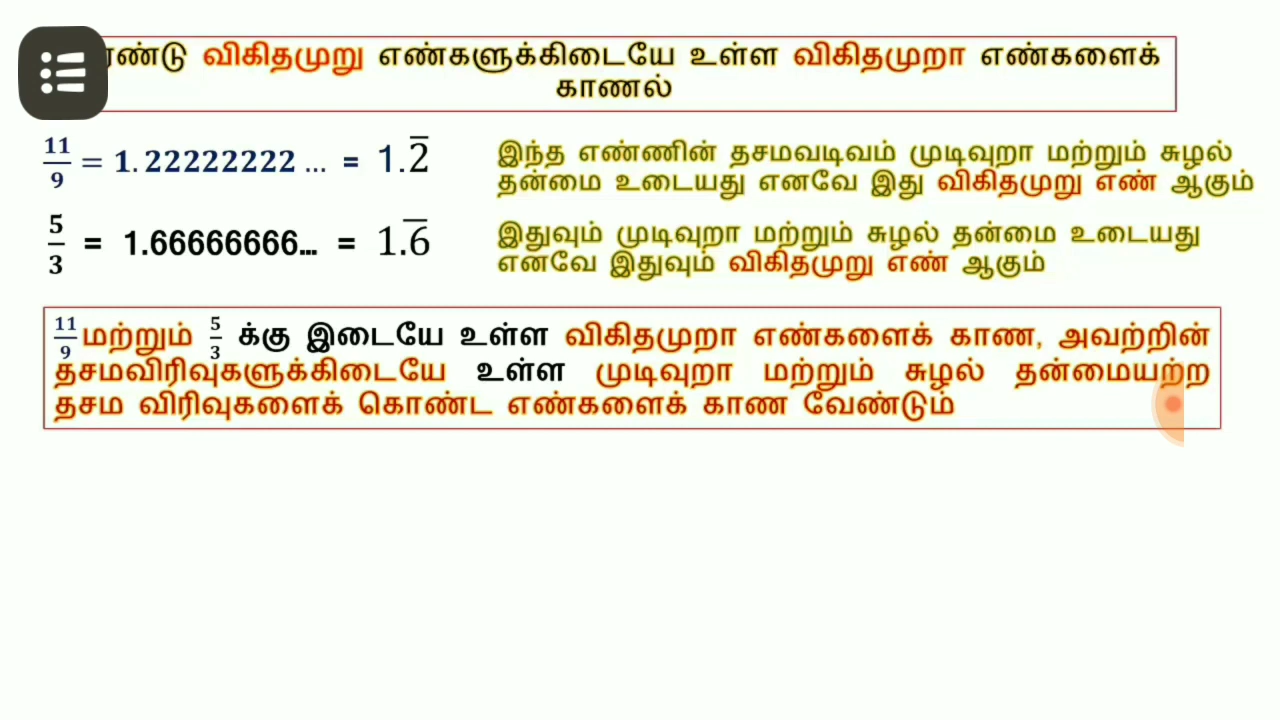 விகிதமுறு எண்களுக்கிடையே உள்ள விகிதமுறா எண்களைக்
காணல்
11/9 = 1.22222222 ... = 1.2̅
இந்த எண்ணின் தசமவடிவம் முடிவுறா மற்றும் சுழல்
தன்மை உடையது எனவே இது விகிதமுறு எண் ஆகும்
5/3 = 1.66666666... = 1.6̅
இதுவும் முடிவுறா மற்றும் சுழல் தன்மை உடையது
எனவே இதுவும் விகிதமுறு எண் ஆகும்
11/9 மற்றும் 5/3 க்கு இடையே உள்ள விகிதமுறா எண்களைக் காண, அவற்றின்
தசமவிரிவுகளுக்கிடையே உள்ள முடிவுறா மற்றும் சுழல் தன்மையற்ற
தசம விரிவுகளைக் கொண்ட எண்களைக் காண வேண்டும்